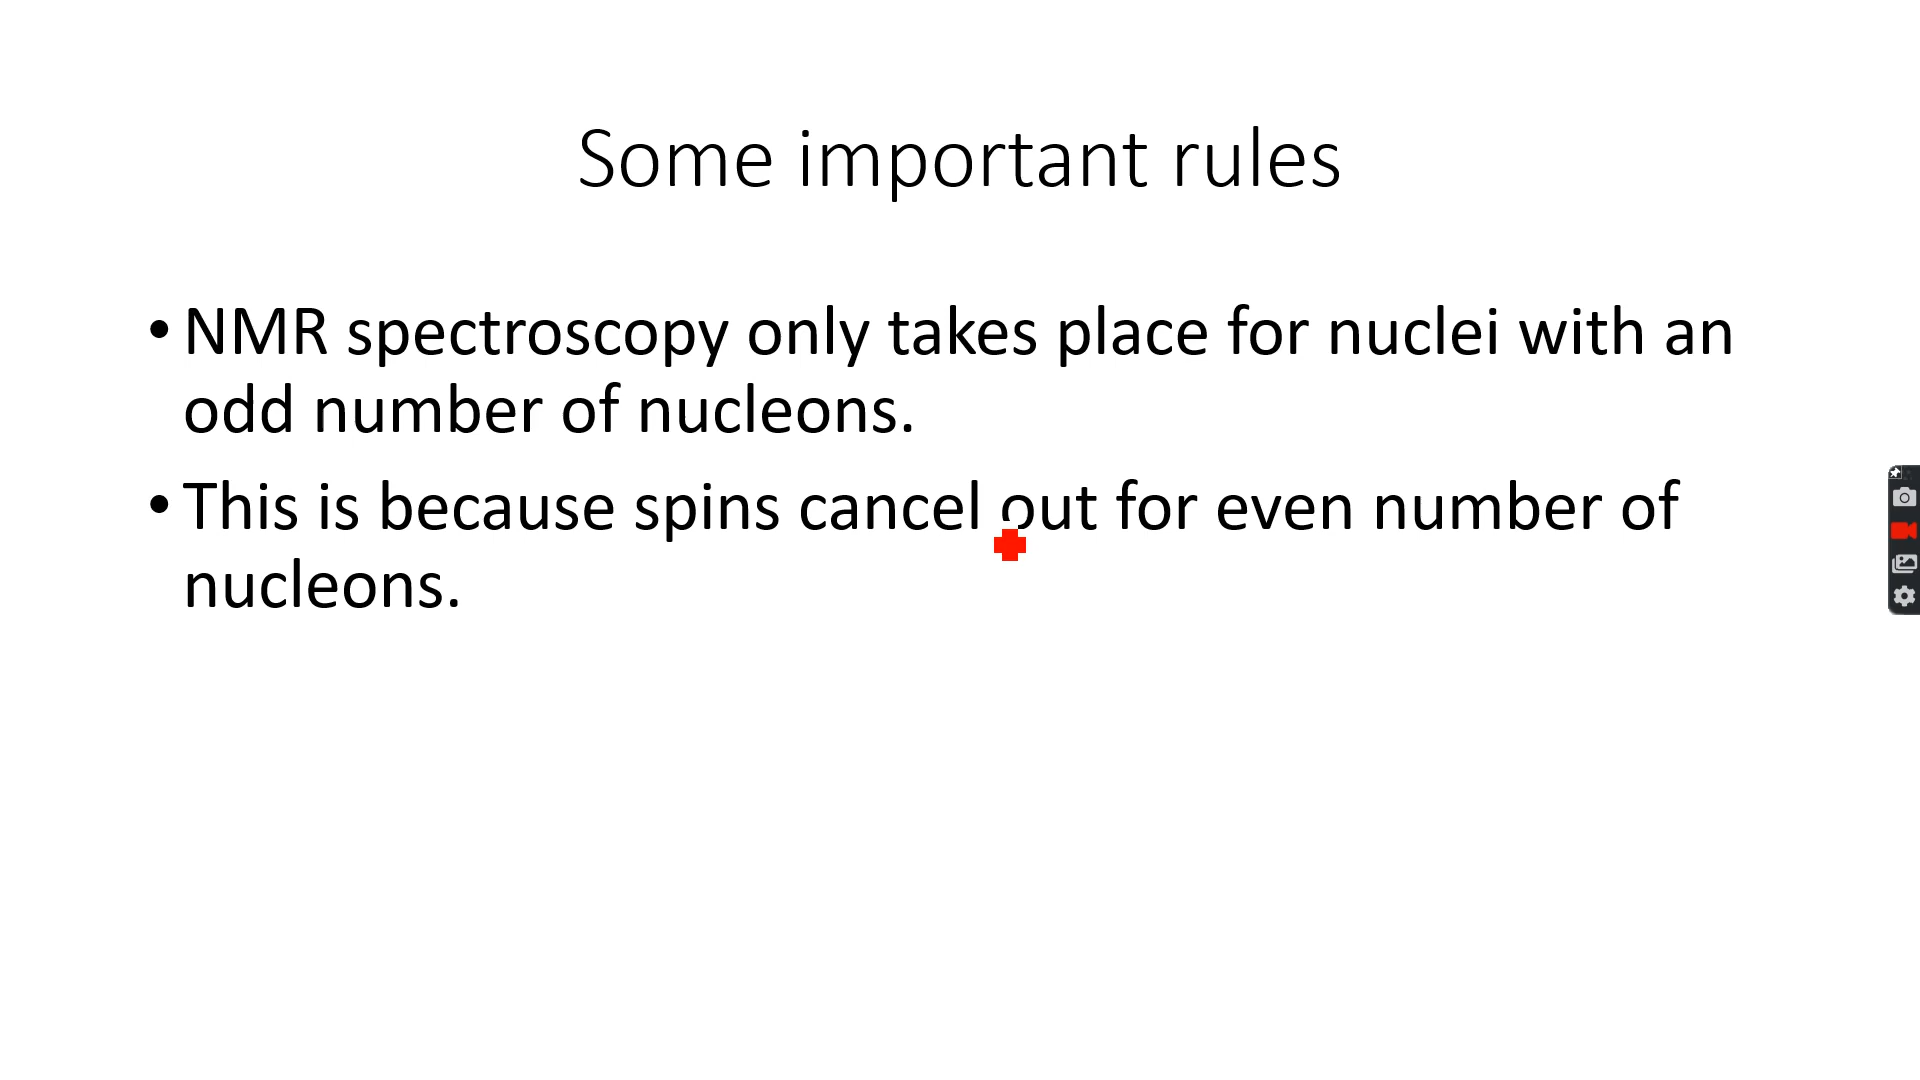 Some important rules
• NMR spectroscopy only takes place for nuclei with an
odd number of nucleons.
• This is because spins cancel out for even number of
nucleons.